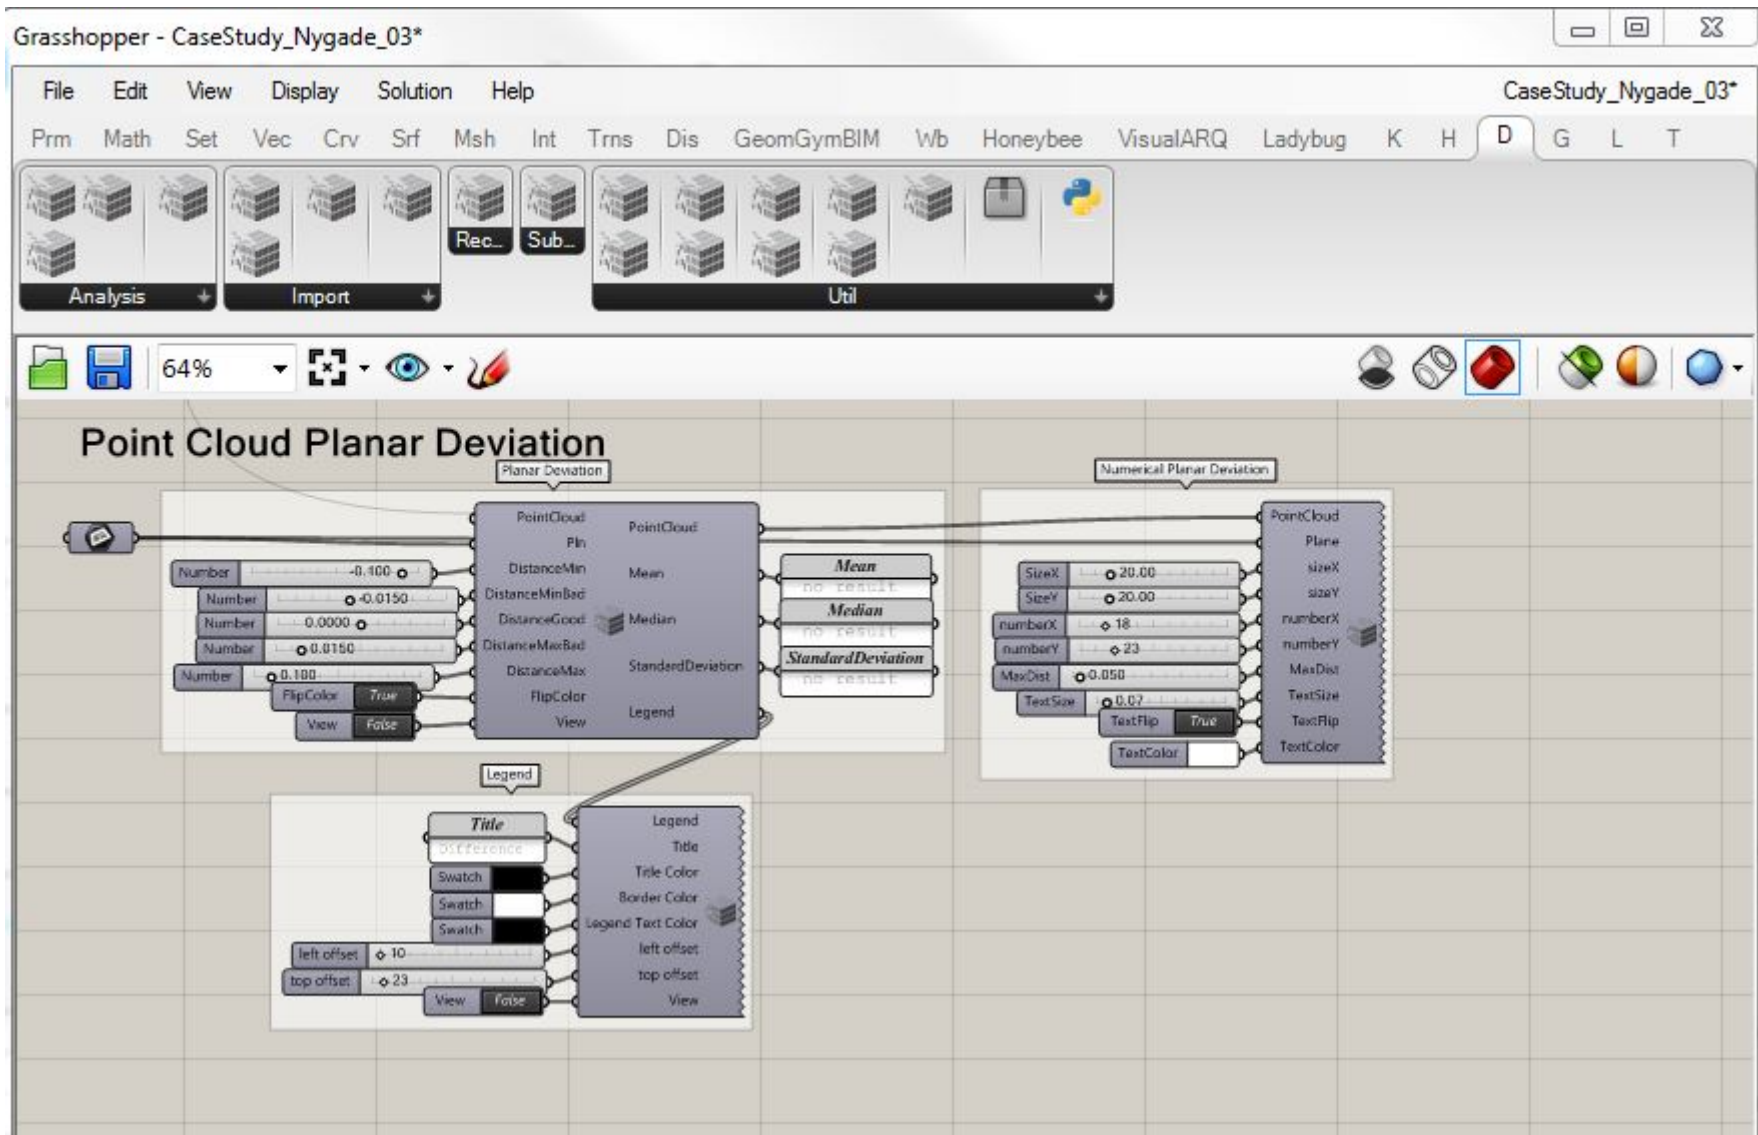 Grasshopper - CaseStudy_Nygade_03*
File Edit View Display Solution Help CaseStudy_Nygade_03*
Prm Math Set Vec Crv Srf Msh Int Trns Dis GeomGymBIM Wb Honeybee VisualARQ Ladybug K H D G L T
Rec... Sub...
Analysis Import Util
64%
Point Cloud Planar Deviation
Planar Deviation
PointCloud
Pln
DistanceMin
DistanceMinBad
DistanceGood
DistanceMaxBad
DistanceMax
FlipColor
View
PointCloud
Mean
Median
StandardDeviation
Legend
Number -0.100
Number -0.0150
Number 0.0000
Number 0.0150
Number 0.100
FlipColor True
View False
Mean
no result
Median
no result
StandardDeviation
no result
Numerical Planar Deviation
PointCloud
Plane
sizeX
sizeY
numberX
numberY
MaxDist
TextSize
TextFlip
TextColor
SizeX 20.00
SizeY 20.00
numberX 18
numberY 23
MaxDist 0.050
TextSize 0.07
TextFlip True
TextColor
Legend
Title
Difference
Swatch
Swatch
Swatch
left offset 10
top offset 23
View False
Legend
Title
Title Color
Border Color
Legend Text Color
left offset
top offset
View